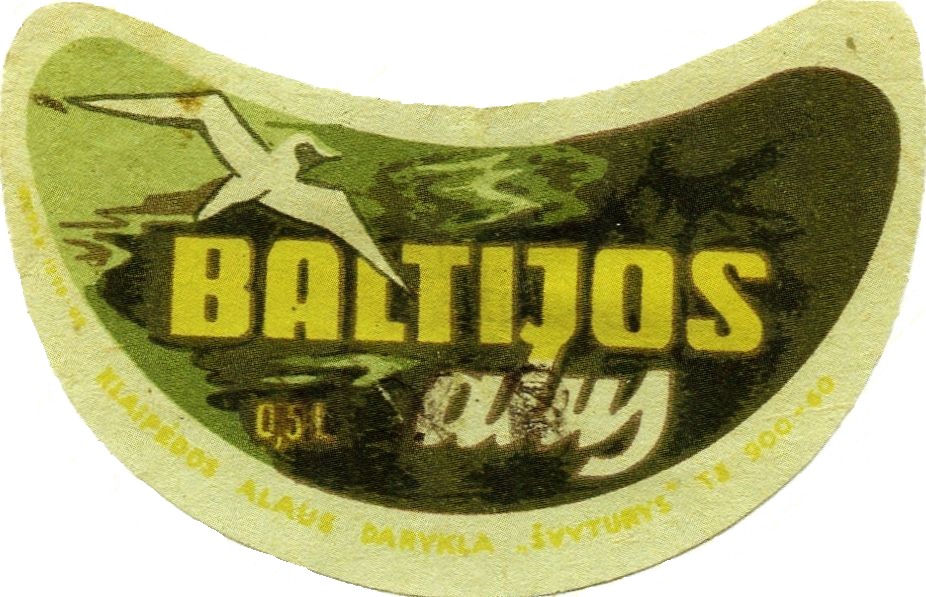 BALTIJOS
alus
0,5 L
KLAIPĖDOS ALAUS DARYKLA „ŠVYTURYS" TS 900-60